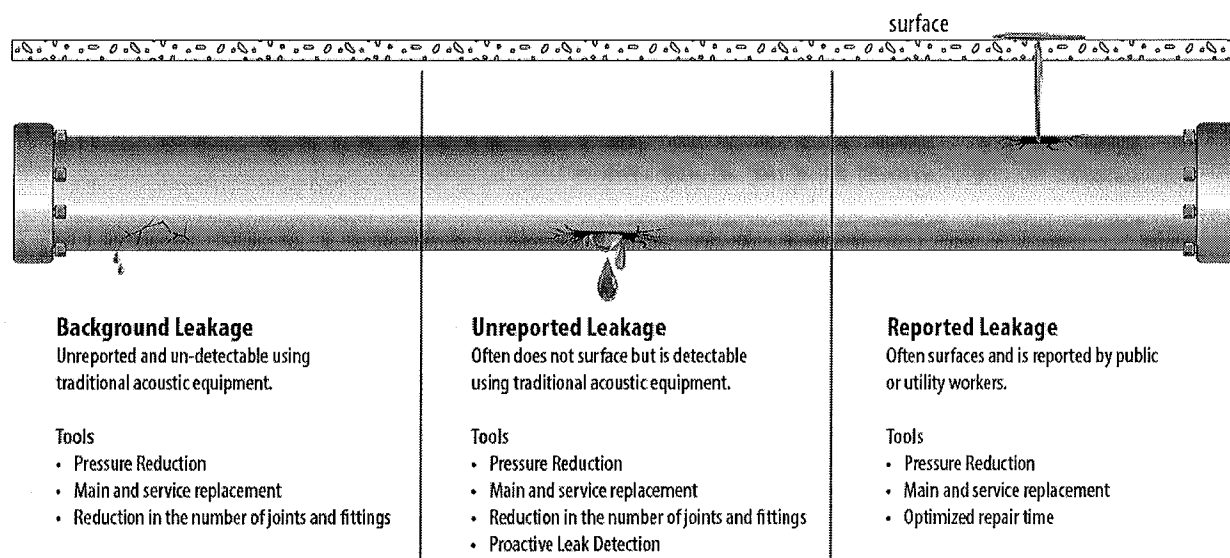 surface
Background Leakage
Unreported and un-detectable using
traditional acoustic equipment.
Tools
• Pressure Reduction
• Main and service replacement
• Reduction in the number of joints and fittings
Unreported Leakage
Often does not surface but is detectable
using traditional acoustic equipment.
Tools
• Pressure Reduction
• Main and service replacement
• Reduction in the number of joints and fittings
• Proactive Leak Detection
Reported Leakage
Often surfaces and is reported by public
or utility workers.
Tools
• Pressure Reduction
• Main and service replacement
• Optimized repair time